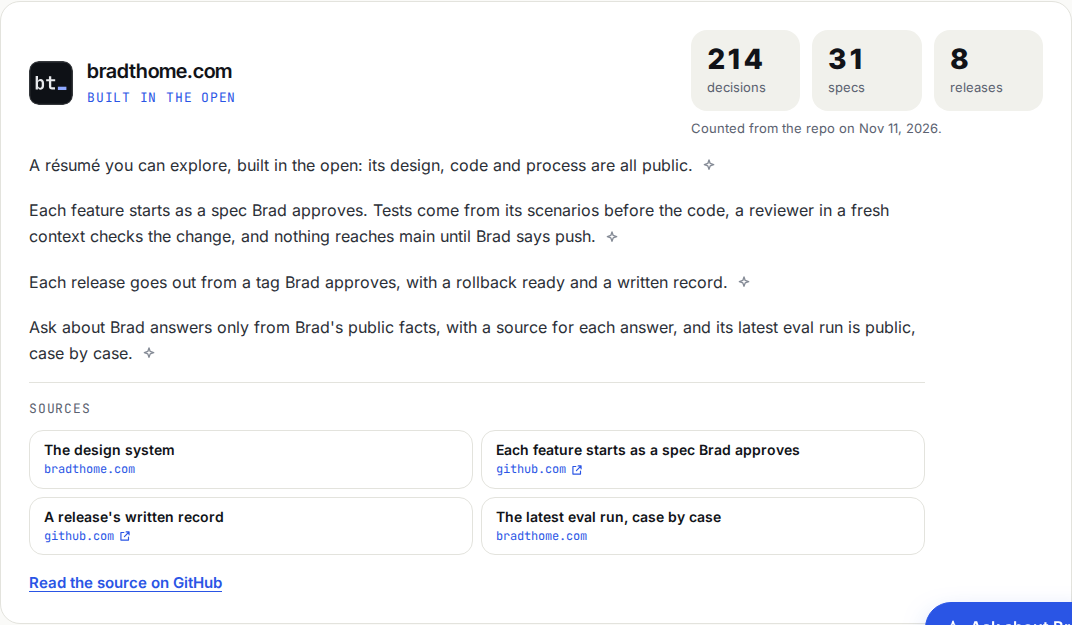 bt_
bradthome.com
BUILT IN THE OPEN
214
decisions
31
specs
8
releases
Counted from the repo on Nov 11, 2026.
A résumé you can explore, built in the open: its design, code and process are all public.
Each feature starts as a spec Brad approves. Tests come from its scenarios before the code, a reviewer in a fresh
context checks the change, and nothing reaches main until Brad says push.
Each release goes out from a tag Brad approves, with a rollback ready and a written record.
Ask about Brad answers only from Brad's public facts, with a source for each answer, and its latest eval run is public,
case by case.
SOURCES
The design system
bradthome.com
Each feature starts as a spec Brad approves
github.com
A release's written record
github.com
The latest eval run, case by case
bradthome.com
Read the source on GitHub
Ask about